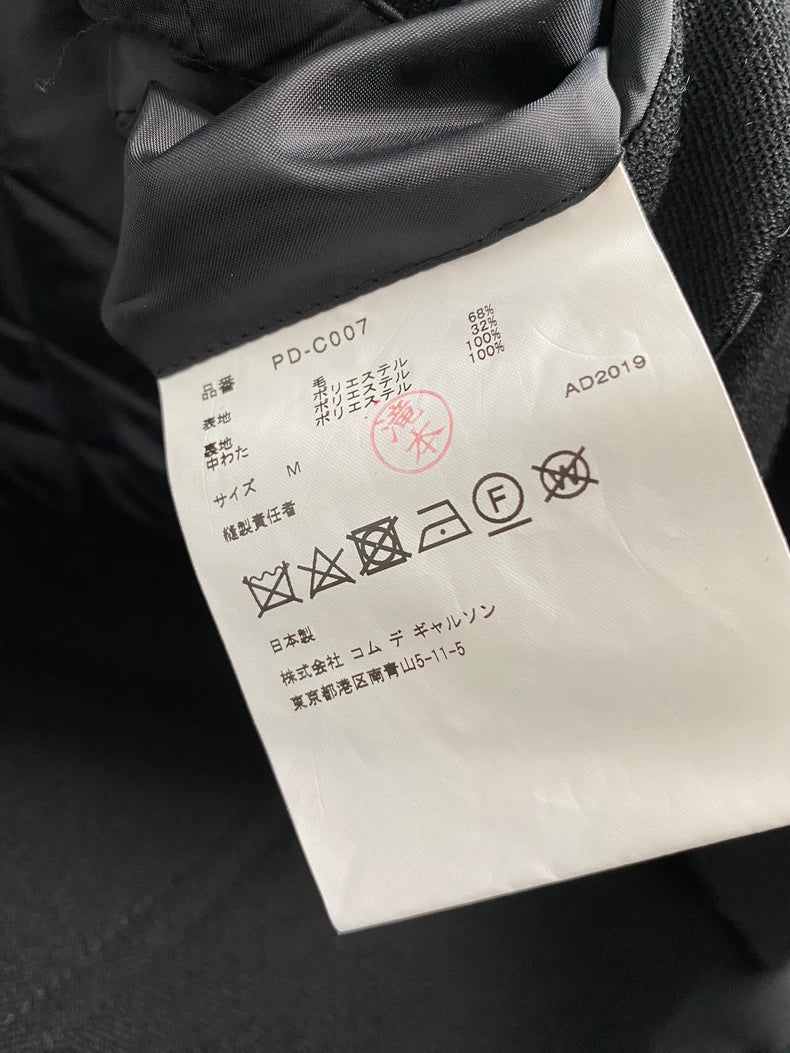 品番 PD-C007
表地 毛 68%
ポリエステル 32%
裏地 ポリエステル 100%
中わた ポリエステル 100%
AD2019
サイズ M
縫製責任者 滝本
F W
日本製
株式会社 コム デ ギャルソン
東京都港区南青山5-11-5